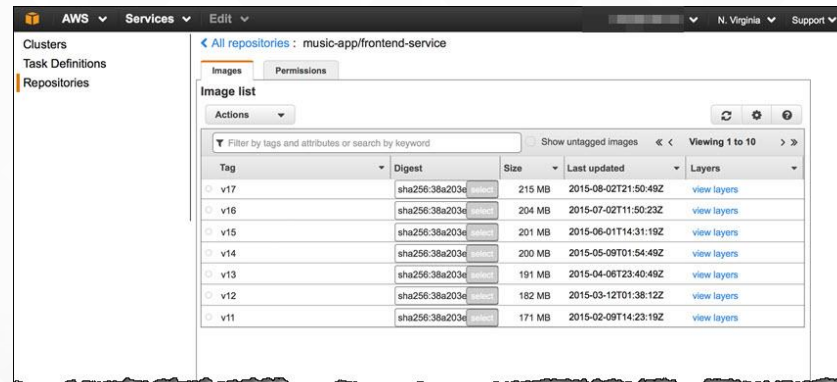 AWS Services Edit N. Virginia Support
Clusters
Task Definitions
Repositories
< All repositories : music-app/frontend-service
Images Permissions
Image list
Actions
Filter by tags and attributes or search by keyword Show untagged images « < Viewing 1 to 10 > »
Tag Digest Size Last updated Layers
v17 sha256:38a203e select 215 MB 2015-08-02T21:50:49Z view layers
v16 sha256:38a203e select 204 MB 2015-07-02T11:50:23Z view layers
v15 sha256:38a203e select 201 MB 2015-06-01T14:31:19Z view layers
v14 sha256:38a203e select 200 MB 2015-05-09T01:54:49Z view layers
v13 sha256:38a203e select 191 MB 2015-04-06T23:40:49Z view layers
v12 sha256:38a203e select 182 MB 2015-03-12T01:38:12Z view layers
v11 sha256:38a203e select 171 MB 2015-02-09T14:23:19Z view layers